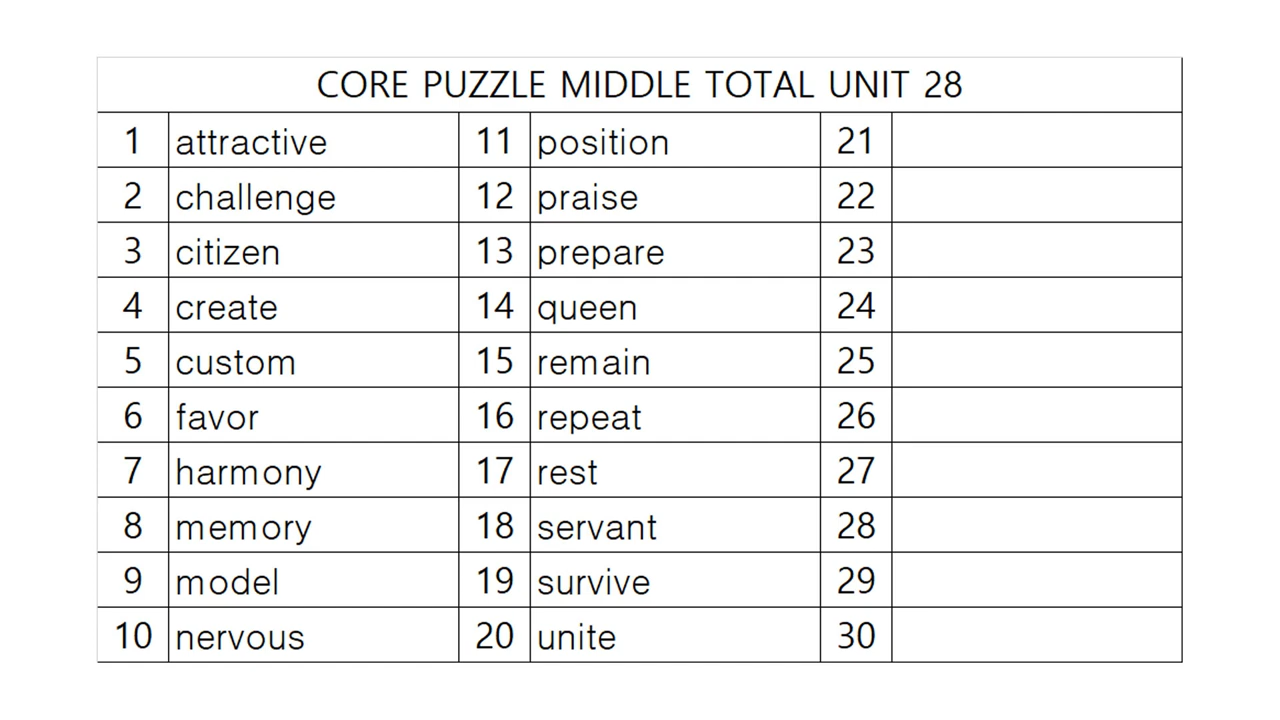 CORE PUZZLE MIDDLE TOTAL UNIT 28
1 attractive 11 position 21
2 challenge 12 praise 22
3 citizen 13 prepare 23
4 create 14 queen 24
5 custom 15 remain 25
6 favor 16 repeat 26
7 harmony 17 rest 27
8 memory 18 servant 28
9 model 19 survive 29
10 nervous 20 unite 30